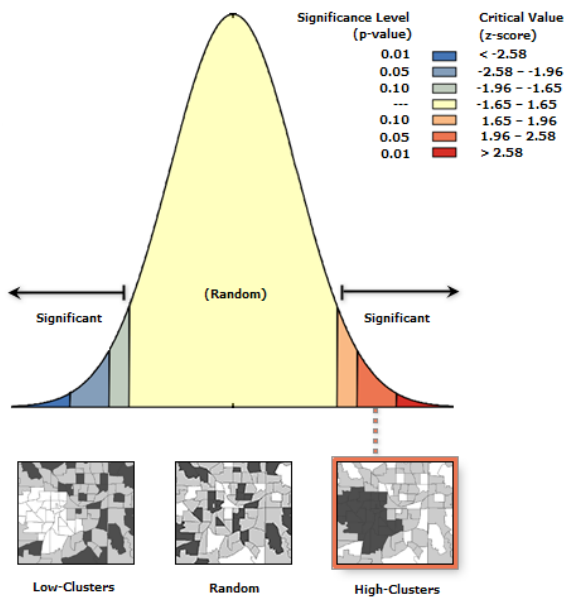 Significance Level Critical Value
(p-value) (z-score)
0.01 < -2.58
0.05 -2.58 – -1.96
0.10 -1.96 – -1.65
--- -1.65 – 1.65
0.10 1.65 – 1.96
0.05 1.96 – 2.58
0.01 > 2.58
(Random)
Significant Significant
Low-Clusters Random High-Clusters